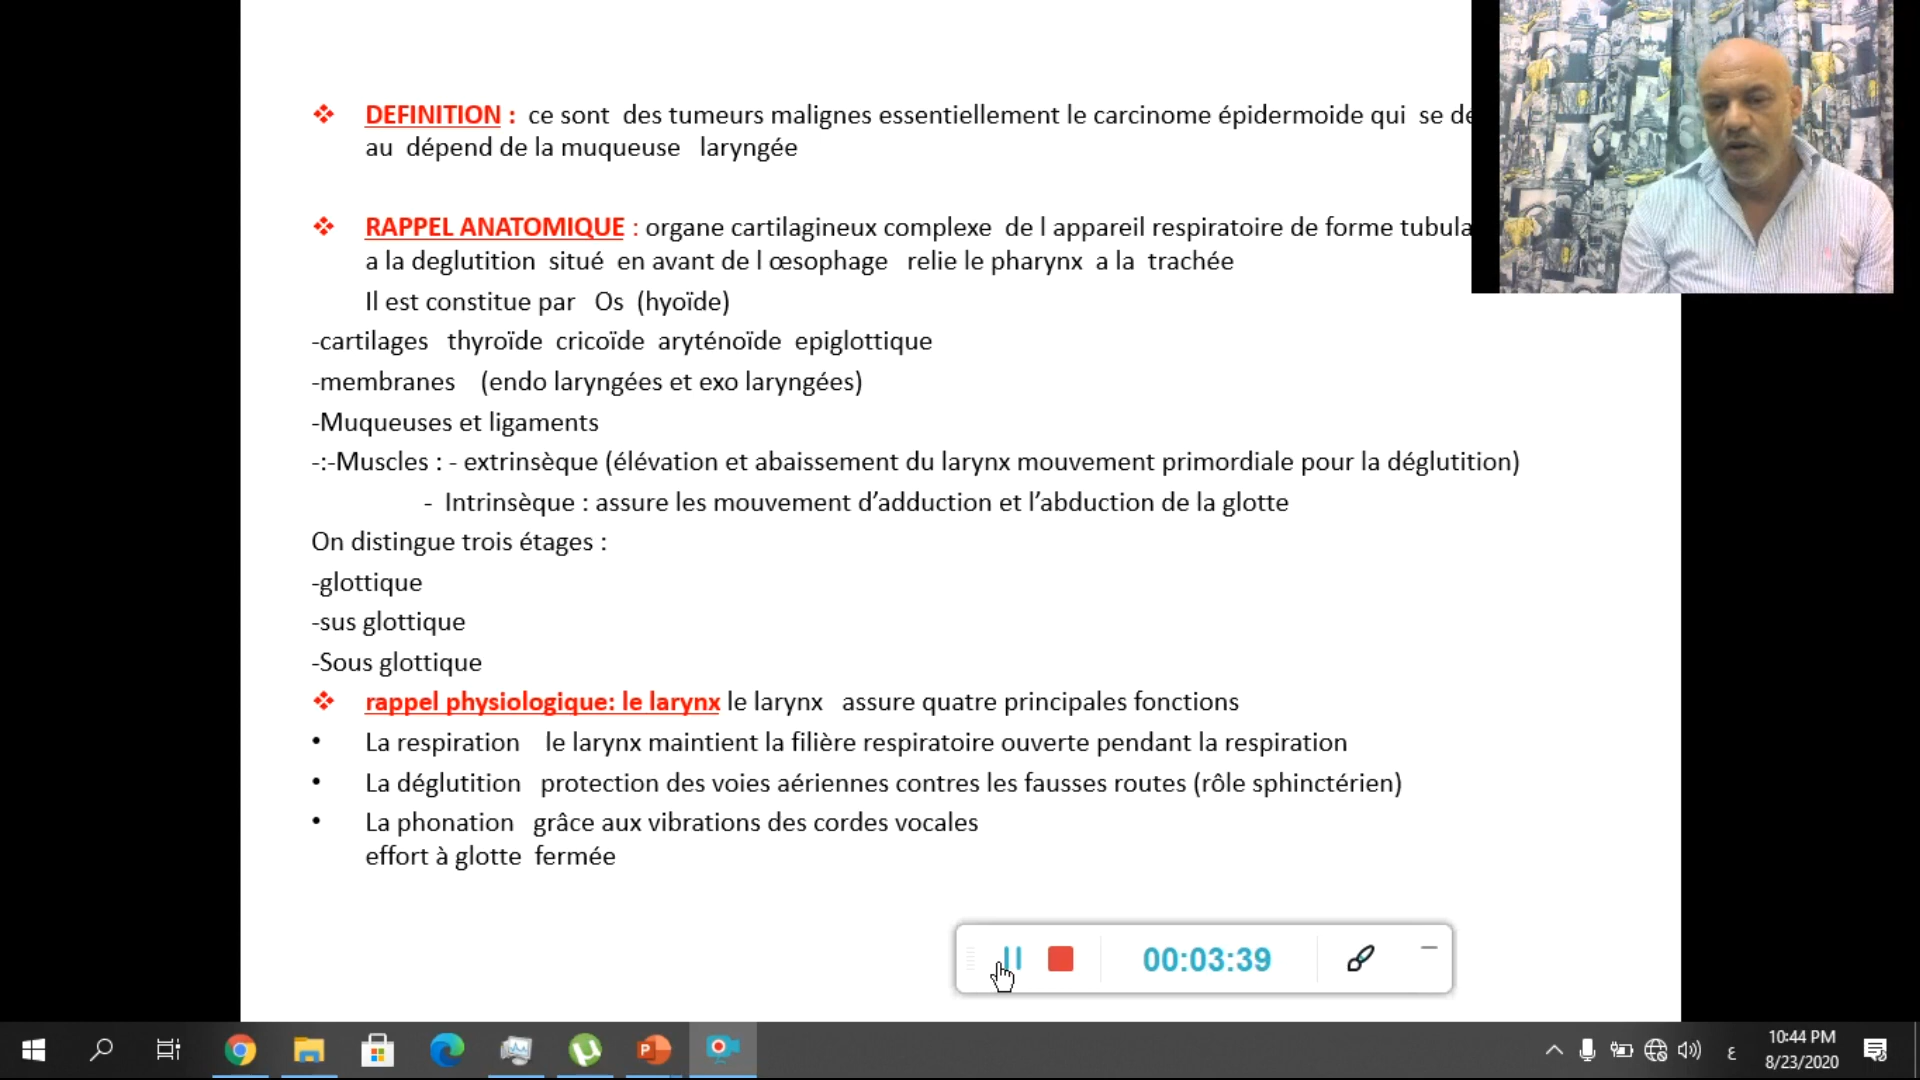 DEFINITION : ce sont des tumeurs malignes essentiellement le carcinome épidermoide qui se
au dépend de la muqueuse laryngée
RAPPEL ANATOMIQUE : organe cartilagineux complexe de l appareil respiratoire de forme
a la deglutition situé en avant de l œsophage relie le pharynx a la trachée
Il est constitue par Os (hyoïde)
-cartilages thyroïde cricoïde aryténoïde epiglottique
-membranes (endo laryngées et exo laryngées)
-Muqueuses et ligaments
-:-Muscles : - extrinsèque (élévation et abaissement du larynx mouvement primordiale pour la déglutition)
- Intrinsèque : assure les mouvement d’adduction et l’abduction de la glotte
On distingue trois étages :
-glottique
-sus glottique
-Sous glottique
rappel physiologique: le larynx le larynx assure quatre principales fonctions
• La respiration le larynx maintient la filière respiratoire ouverte pendant la respiration
• La déglutition protection des voies aériennes contres les fausses routes (rôle sphinctérien)
• La phonation grâce aux vibrations des cordes vocales
effort à glotte fermée
00:03:39
ع
10:44 PM
8/23/2020